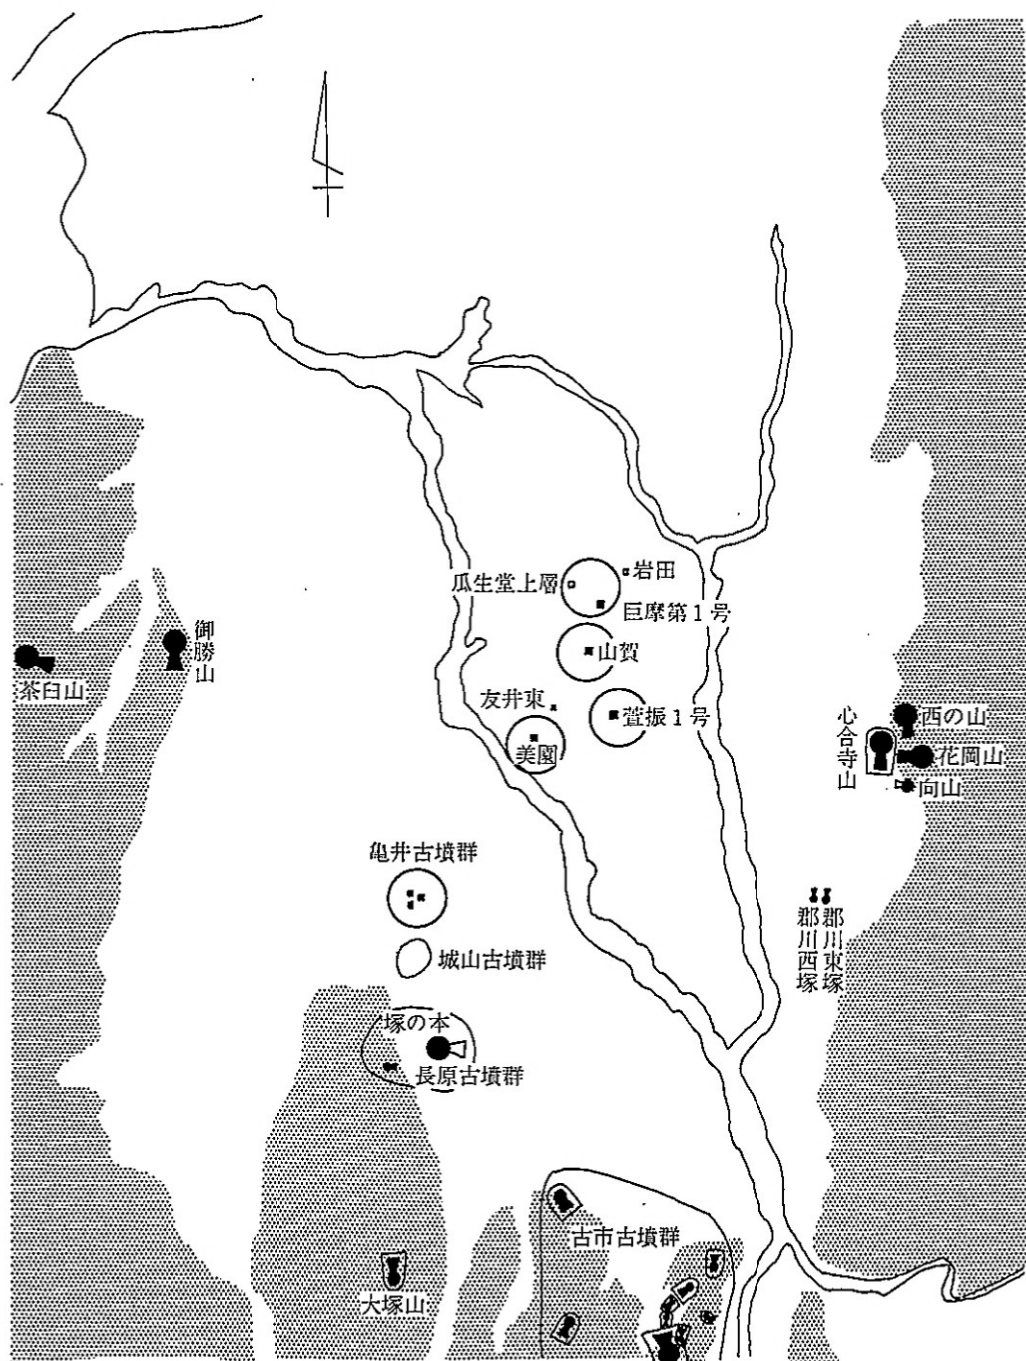 岩田
瓜生堂上層
巨摩第1号
御勝山
山賀
茶臼山
友井東
萱振1号
西の山
心合寺山
美園
花岡山
向山
亀井古墳群
郡川西塚
郡川東塚
城山古墳群
塚の本
長原古墳群
古市古墳群
大塚山